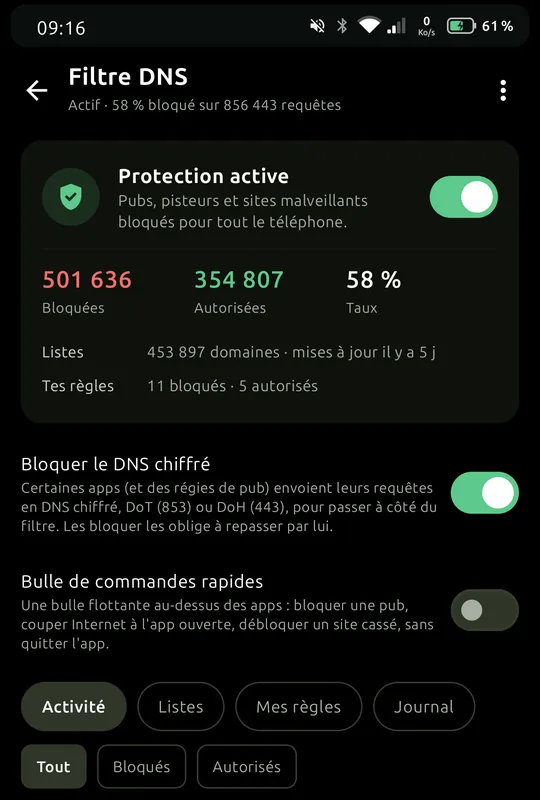 09:16
0
Ko/s
61 %
Filtre DNS
Actif · 58 % bloqué sur 856 443 requêtes
Protection active
Pubs, pisteurs et sites malveillants
bloqués pour tout le téléphone.
501 636
354 807
58 %
Bloquées
Autorisées
Taux
Listes
453 897 domaines · mises à jour il y a 5 j
Tes règles
11 bloqués · 5 autorisés
Bloquer le DNS chiffré
Certaines apps (et des régies de pub) envoient leurs requêtes
en DNS chiffré, DoT (853) ou DoH (443), pour passer à côté du
filtre. Les bloquer les oblige à repasser par lui.
Bulle de commandes rapides
Une bulle flottante au-dessus des apps : bloquer une pub,
couper Internet à l'app ouverte, débloquer un site cassé, sans
quitter l'app.
Activité
Listes
Mes règles
Journal
Tout
Bloqués
Autorisés